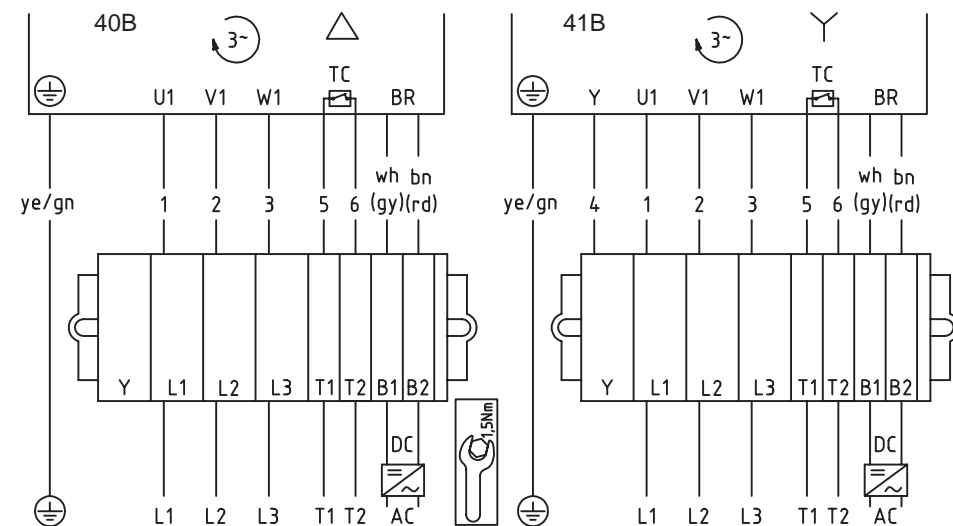 40B 3~ 41B 3~
TC TC
U1 V1 W1 BR Y U1 V1 W1 BR
wh bn wh bn
ye/gn 1 2 3 5 6 (gy)(rd) ye/gn 4 1 2 3 5 6 (gy)(rd)
Y L1 L2 L3 T1 T2 B1 B2 Y L1 L2 L3 T1 T2 B1 B2
1,5Nm
DC DC
L1 L2 L3 T1 T2 AC L1 L2 L3 T1 T2 AC